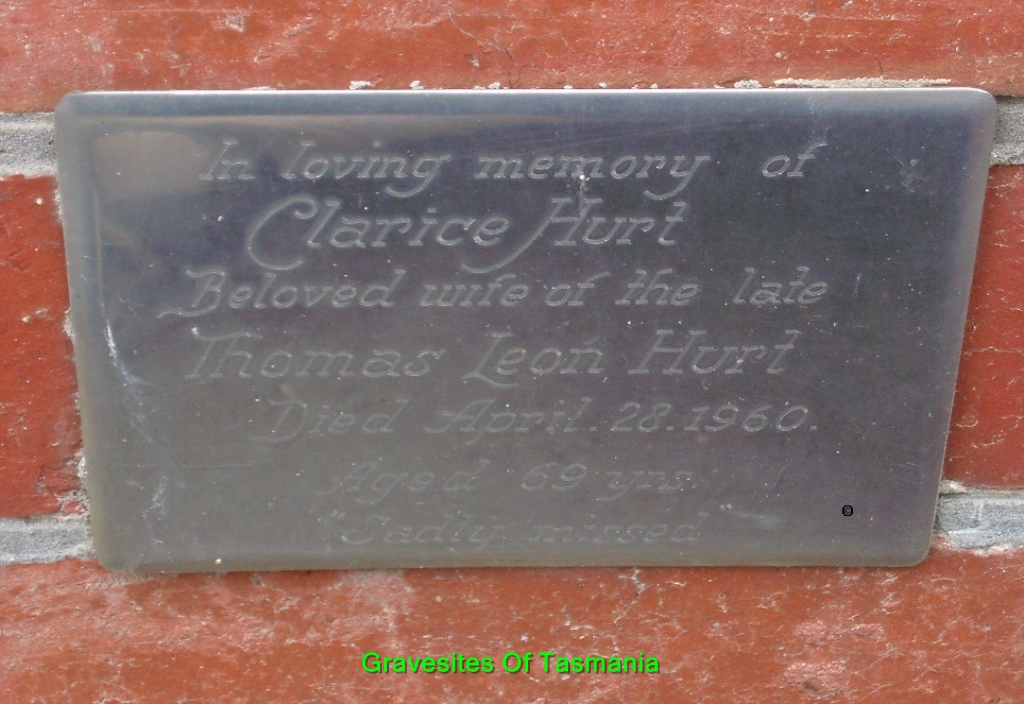 In loving memory of
Clarice Hurt
Beloved wife of the late
Thomas Leon Hurt
Died April. 28. 1960.
Aged 69 yrs
"Sadly missed"
©
Gravesites Of Tasmania